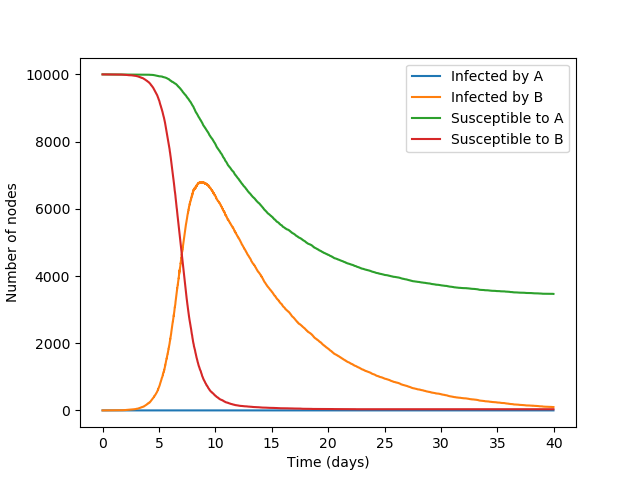 Infected by A
Infected by B
Susceptible to A
Susceptible to B
Number of nodes
10000
8000
6000
4000
2000
0
0 5 10 15 20 25 30 35 40
Time (days)